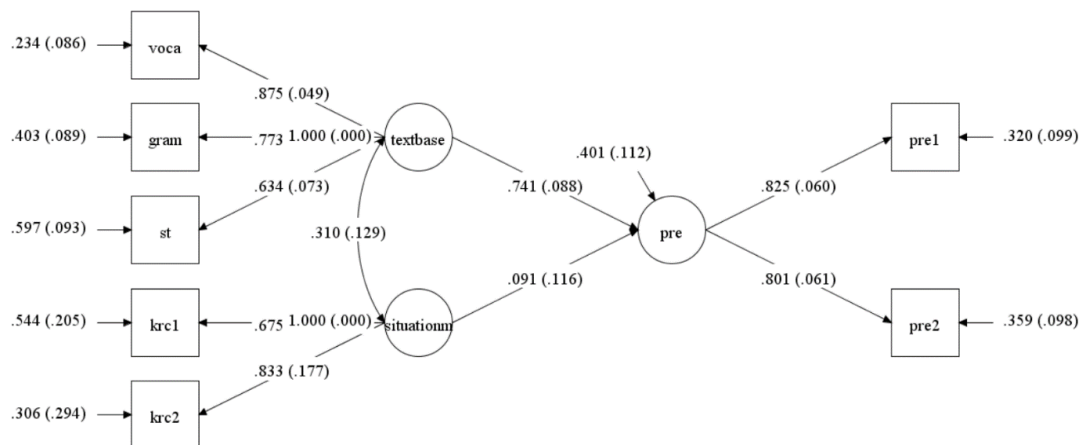 .234 (.086)
voca
.875 (.049)
.403 (.089)
gram
.773
1.000 (.000)
textbase
.634 (.073)
.597 (.093)
st
.310 (.129)
.741 (.088)
.401 (.112)
pre
.825 (.060)
pre1
.320 (.099)
.544 (.205)
krc1
.675
1.000 (.000)
situationm
.091 (.116)
.801 (.061)
pre2
.359 (.098)
.833 (.177)
.306 (.294)
krc2